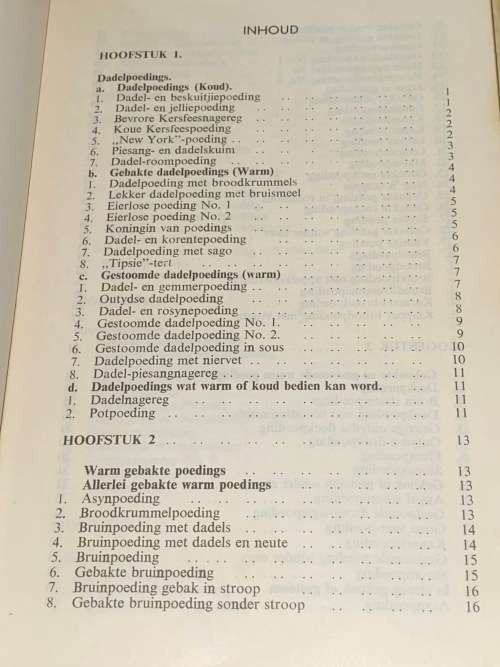 INHOUD
HOOFSTUK 1.
Dadelpoedings.
a. Dadelpoedings (Koud).
1. Dadel- en beskuitjiepoeding .. .. .. .. .. 1
2. Dadel- en jelliepoeding .. .. .. .. .. 1
3. Bevrore Kersfeesnagereg .. .. .. .. .. 2
4. Koue Kersfeespoeding .. .. .. .. .. 2
5. „New York"-poeding .. .. .. .. .. 2
6. Piesang- en dadelskuim .. .. .. .. .. 3
7. Dadel-roompoeding .. .. .. .. .. 3
b. Gebakte dadelpoedings (Warm) 4
1. Dadelpoeding met broodkrummels .. .. .. .. 4
2. Lekker dadelpoeding met bruismeel .. .. .. .. 4
3. Eierlose poeding No. 1 .. .. .. .. .. 5
4. Eierlose poeding No. 2 .. .. .. .. .. 5
5. Koningin van poedings .. .. .. .. .. 5
6. Dadel- en korentepoeding .. .. .. .. .. 6
7. Dadelpoeding met sago .. .. .. .. .. 6
8. „Tipsie"-tert .. .. .. .. .. 7
c. Gestoomde dadelpoedings (warm) 7
1. Dadel- en gemmerpoeding .. .. .. .. .. 7
2. Outydse dadelpoeding .. .. .. .. .. 8
3. Dadel- en rosynepoeding .. .. .. .. .. 8
4. Gestoomde dadelpoeding No. 1. .. .. .. .. 9
5. Gestoomde dadelpoeding No. 2. .. .. .. .. 9
6. Gestoomde dadelpoeding in sous .. .. .. .. 10
7. Dadelpoeding met niervet .. .. .. .. .. 10
8. Dadel-piesangnagereg .. .. .. .. .. 11
d. Dadelpoedings wat warm of koud bedien kan word. .. .. 11
1. Dadelnagereg .. .. .. .. .. .. 11
2. Potpoeding .. .. .. .. .. .. 11
HOOFSTUK 2 .. .. .. .. .. .. 13
Warm gebakte poedings .. .. .. .. .. 13
Allerlei gebakte warm poedings .. .. .. .. 13
1. Asynpoeding .. .. .. .. .. 13
2. Broodkrummelpoeding .. .. .. .. .. 13
3. Bruinpoeding met dadels .. .. .. .. .. 14
4. Bruinpoeding met dadels en neute .. .. .. .. 14
5. Bruinpoeding .. .. .. .. .. .. 15
6. Gebakte bruinpoeding .. .. .. .. .. 15
7. Bruinpoeding gebak in stroop .. .. .. .. 16
8. Gebakte bruinpoeding sonder stroop .. .. .. .. 16